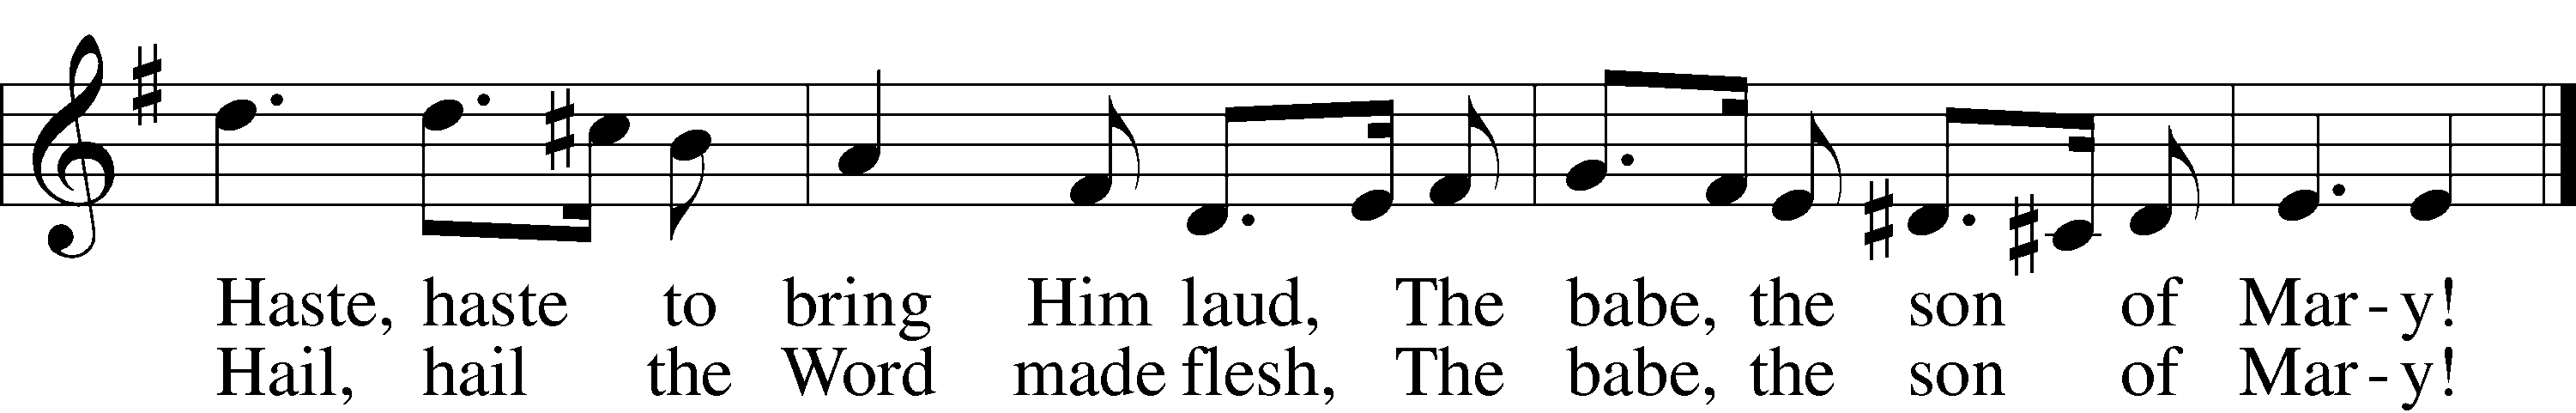 Haste, haste to bring Him laud, The babe, the son of Mar - y!
Hail, hail the Word made flesh, The babe, the son of Mar - y!